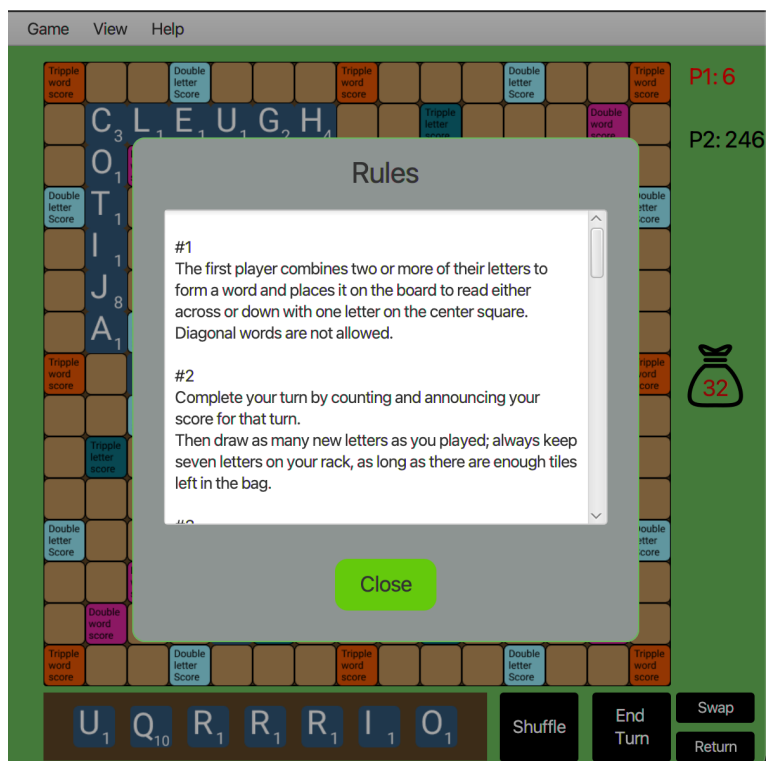 Game View Help
Tripple word score
Double letter Score
Tripple word score
Double letter Score
Tripple word score
P1: 6
C3 L1 E1 U1 G2 H4
Tripple letter score
Double word score
P2: 246
O1
Rules
Double letter Score
T1
I1
J8
A1
#1
The first player combines two or more of their letters to
form a word and places it on the board to read either
across or down with one letter on the center square.
Diagonal words are not allowed.
#2
Complete your turn by counting and announcing your
score for that turn.
Then draw as many new letters as you played; always keep
seven letters on your rack, as long as there are enough tiles
left in the bag.
Tripple word score
32
Tripple letter score
Double letter Score
Close
Double word score
Tripple word score
Double letter Score
Tripple word score
Double letter Score
Tripple word score
U1 Q10 R1 R1 R1 I1 O1
Shuffle
End Turn
Swap
Return